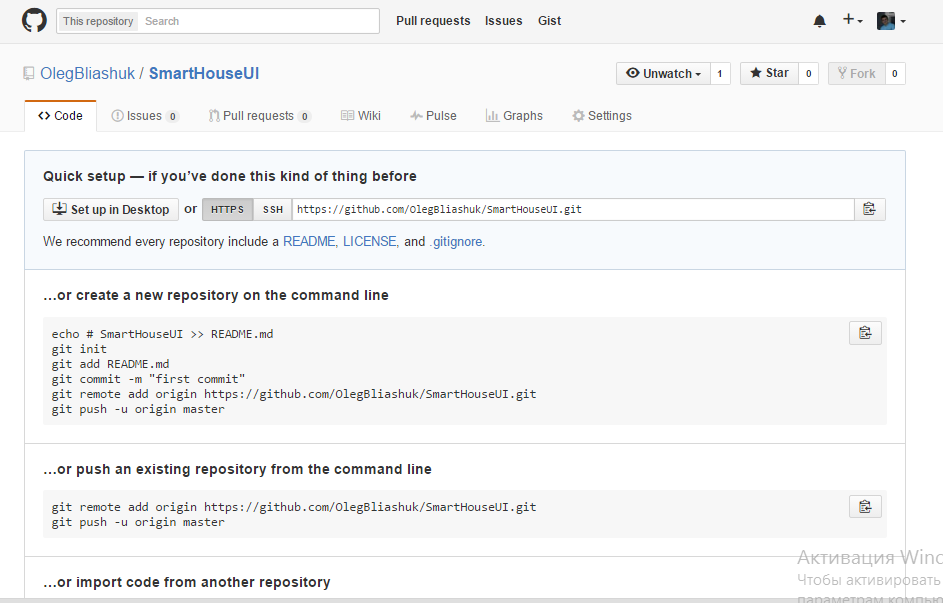 This repository Search Pull requests Issues Gist
OlegBliashuk / SmartHouseUI Unwatch 1 Star 0 Fork 0
Code Issues 0 Pull requests 0 Wiki Pulse Graphs Settings
Quick setup — if you’ve done this kind of thing before
Set up in Desktop or HTTPS SSH https://github.com/OlegBliashuk/SmartHouseUI.git
We recommend every repository include a README, LICENSE, and .gitignore.
…or create a new repository on the command line
echo # SmartHouseUI >> README.md
git init
git add README.md
git commit -m "first commit"
git remote add origin https://github.com/OlegBliashuk/SmartHouseUI.git
git push -u origin master
…or push an existing repository from the command line
git remote add origin https://github.com/OlegBliashuk/SmartHouseUI.git
git push -u origin master
Активация Winc
…or import code from another repository
Чтобы активировать
параметрам компью